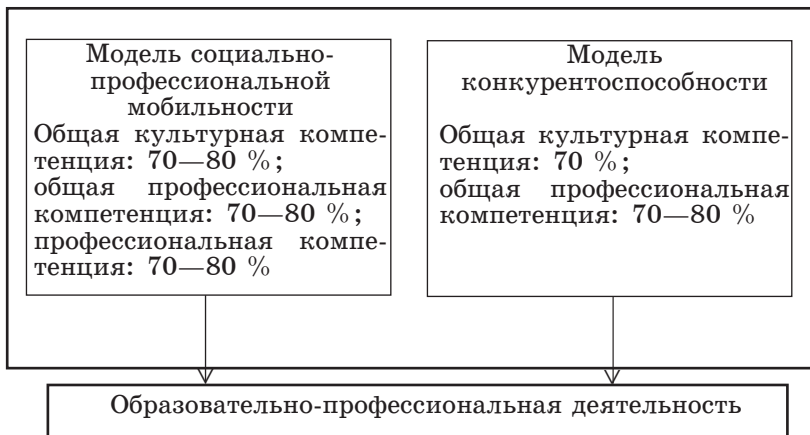 Модель социально-
профессиональной
мобильности
Общая культурная компе-
тенция: 70—80 %;
общая профессиональная
компетенция: 70—80 %;
профессиональная компе-
тенция: 70—80 %
Модель
конкурентоспособности
Общая культурная компе-
тенция: 70 %;
общая профессиональная
компетенция: 70—80 %
Образовательно-профессиональная деятельность